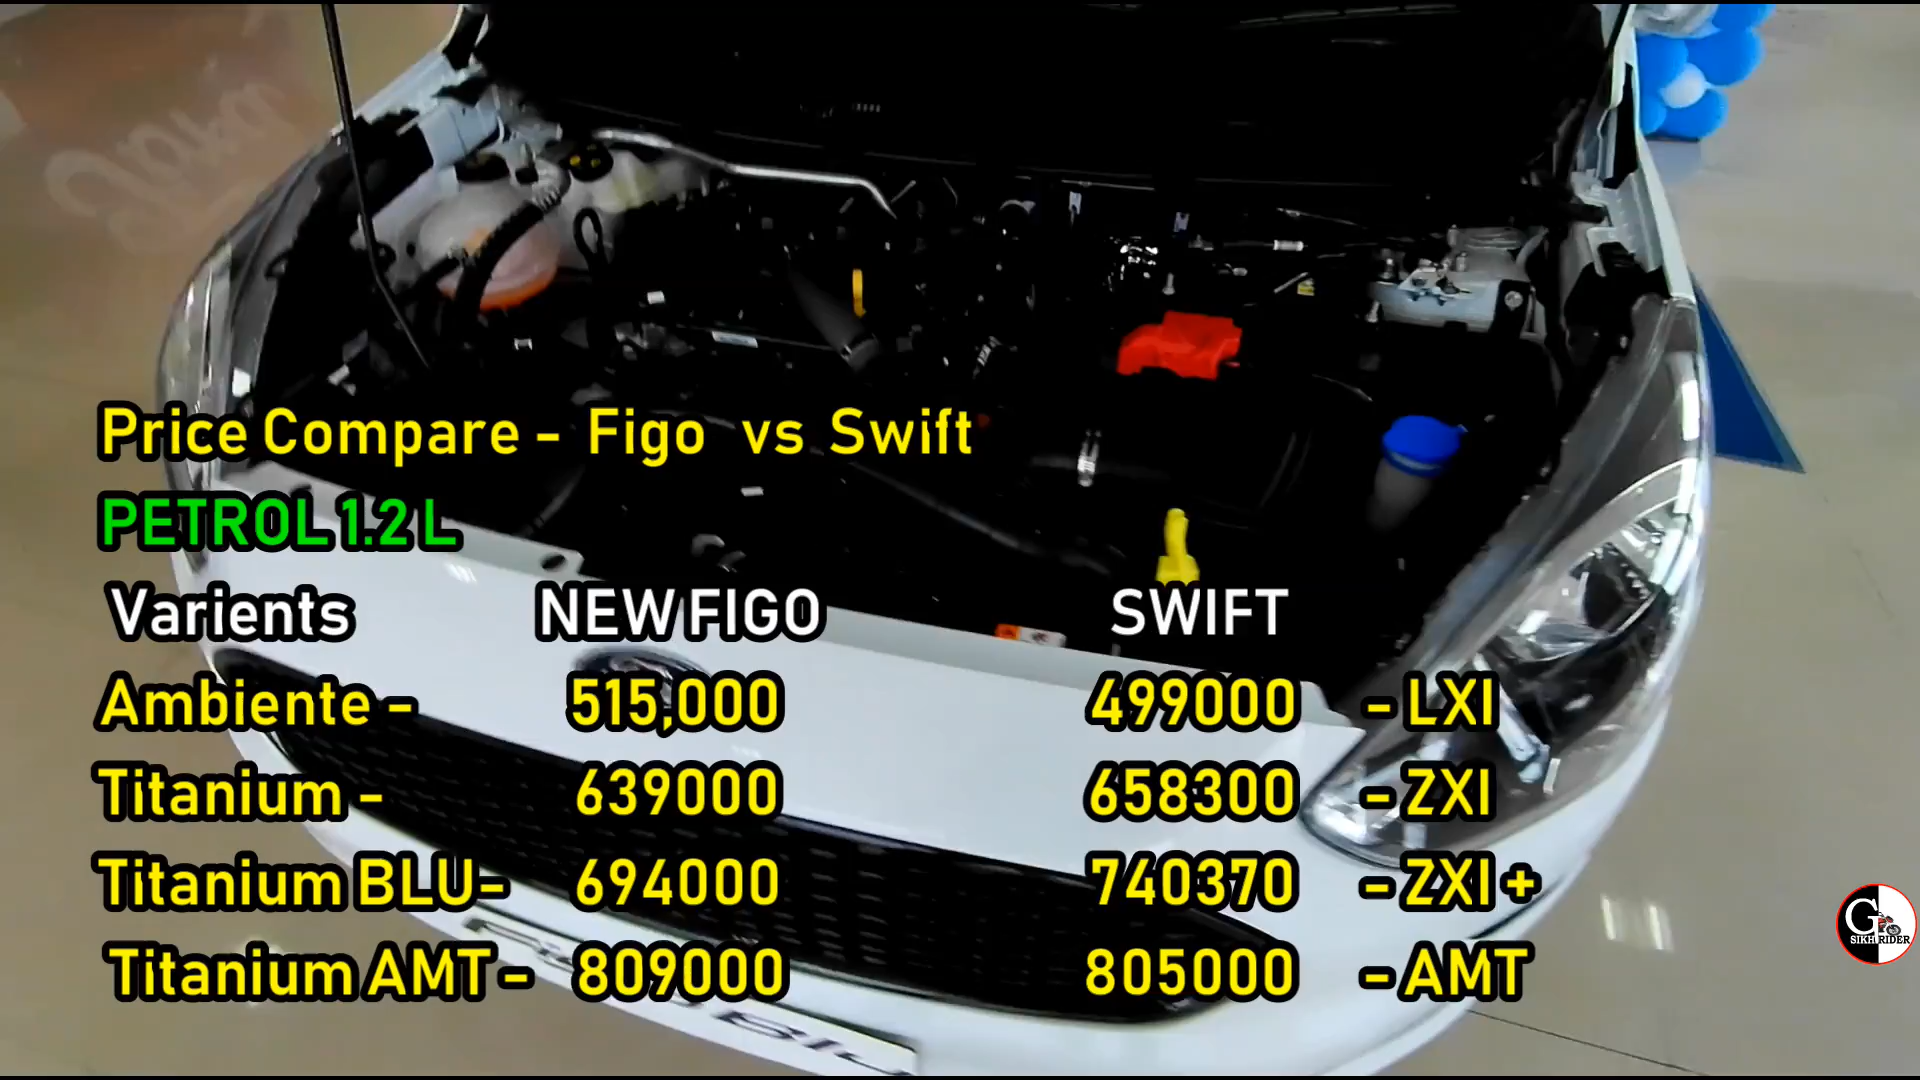 Price Compare - Figo vs Swift
PETROL 1.2 L
Varients NEW FIGO SWIFT
Ambiente - 515,000 499000 - LXI
Titanium - 639000 658300 - ZXI
Titanium BLU- 694000 740370 - ZXI +
Titanium AMT - 809000 805000 - AMT
G
SIKH RIDER